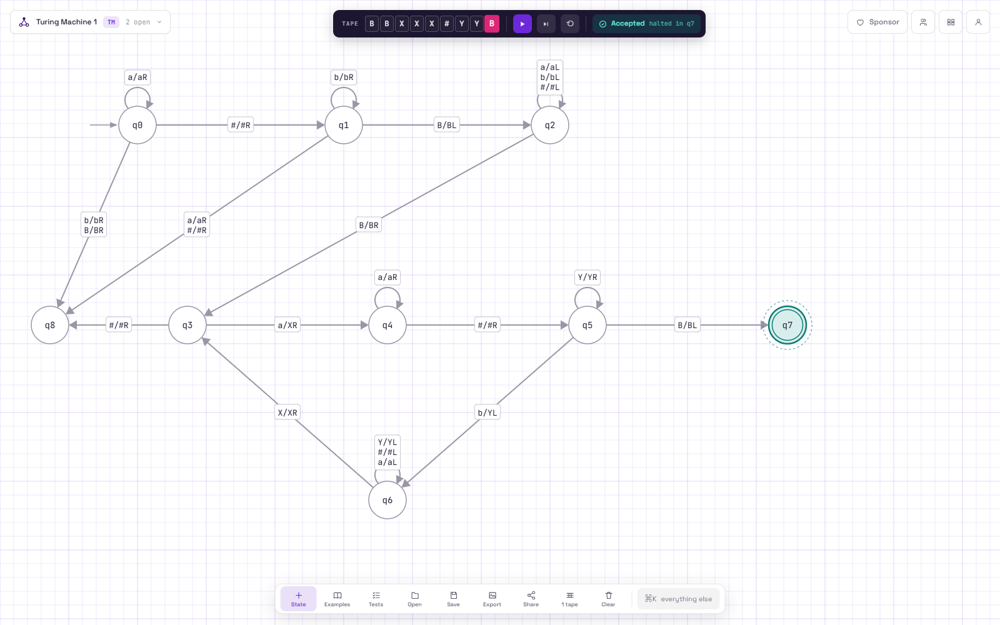 Turing Machine 1 TM 2 open
TAPE B B X X X # Y Y B
Accepted halted in q7
Sponsor
a/aR
b/bR
a/aL
b/bL
#/#L
q0
#/#R
q1
B/BL
q2
b/bR
B/BR
a/aR
#/#R
B/BR
a/aR
Y/YR
q8
#/#R
q3
a/XR
q4
#/#R
q5
B/BL
q7
X/XR
b/YL
Y/YL
#/#L
a/aL
q6
State
Examples
Tests
Open
Save
Export
Share
1 tape
Clear
⌘K everything else